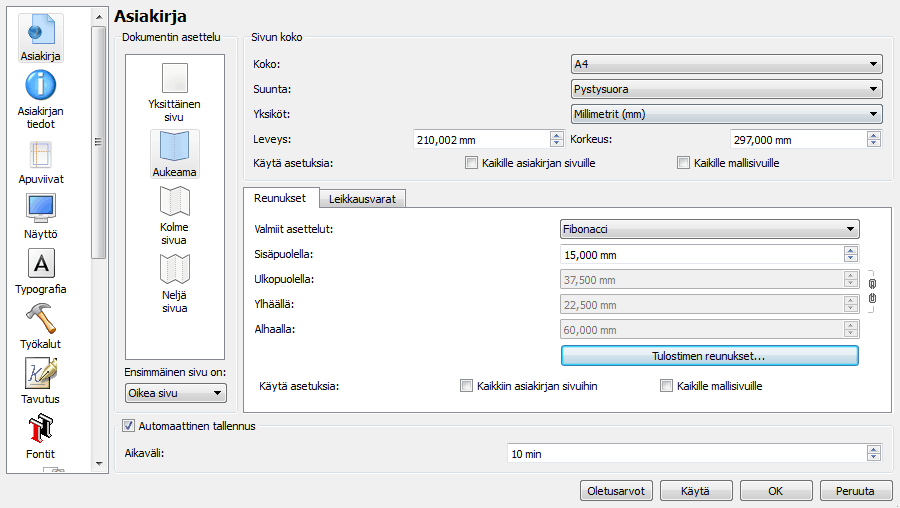 Asiakirja
Asiakirja
Asiakirjan
tiedot
Apuviivat
Näyttö
Typografia
Työkalut
Tavutus
Fontit
Dokumentin asettelu
Yksittäinen
sivu
Aukeama
Kolme
sivua
Neljä
sivua
Ensimmäinen sivu on:
Oikea sivu
Sivun koko
Koko: A4
Suunta: Pystysuora
Yksiköt: Millimetrit (mm)
Leveys: 210,002 mm Korkeus: 297,000 mm
Käytä asetuksia: Kaikille asiakirjan sivuille Kaikille mallisivuille
Reunukset Leikkausvarat
Valmiit asettelut: Fibonacci
Sisäpuolella: 15,000 mm
Ulkopuolella: 37,500 mm
Ylhäällä: 22,500 mm
Alhaalla: 60,000 mm
Tulostimen reunukset...
Käytä asetuksia: Kaikkiin asiakirjan sivuihin Kaikille mallisivuille
Automaattinen tallennus
Aikaväli: 10 min
Oletusarvot Käytä OK Peruuta